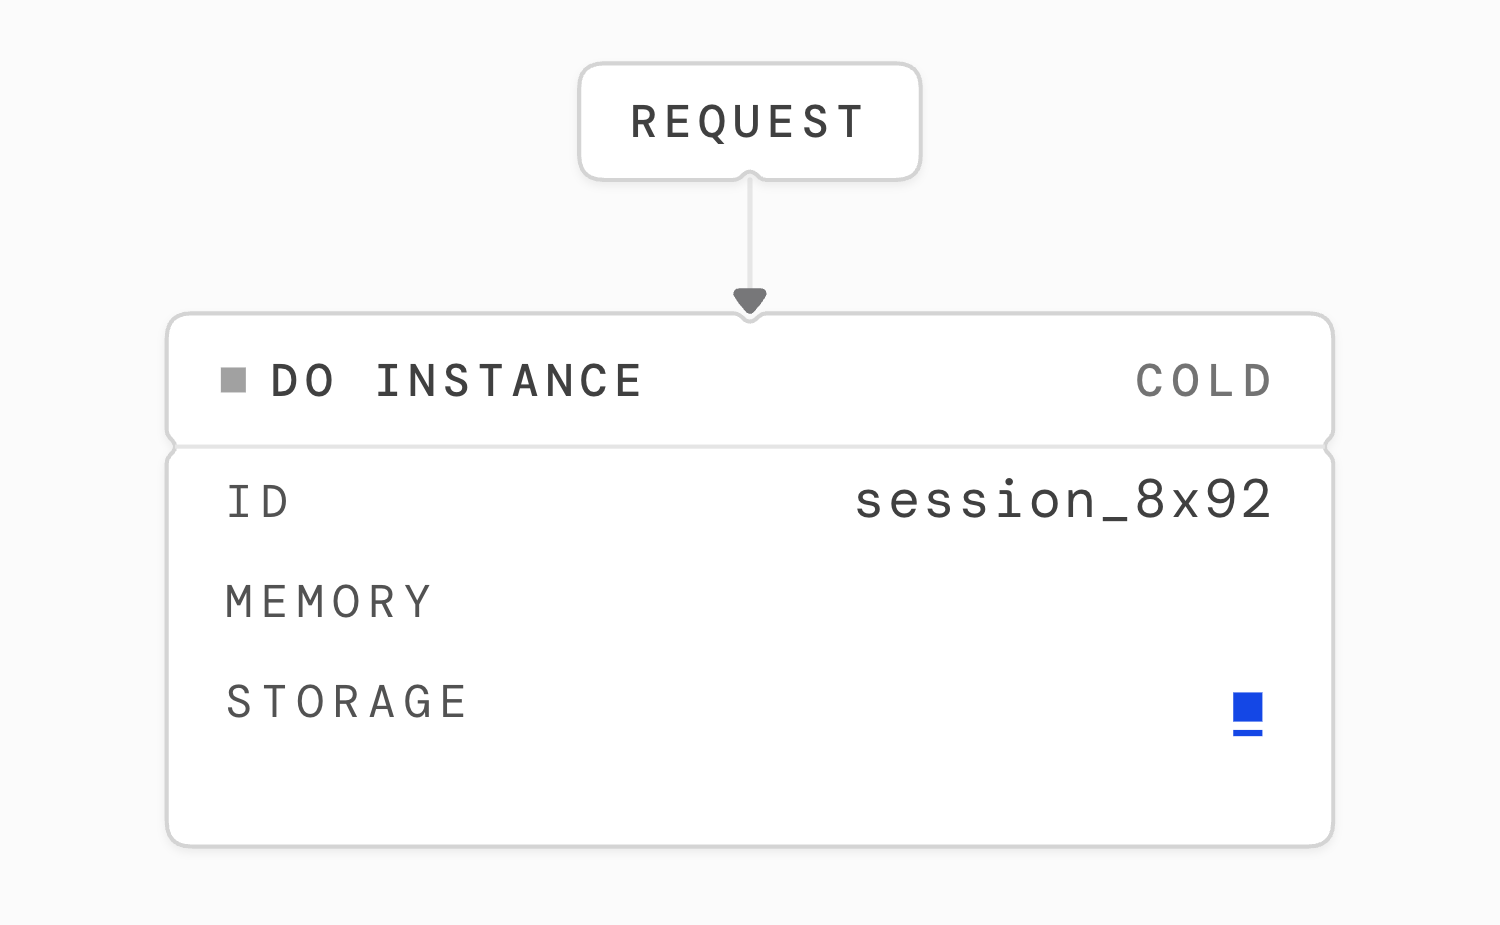 REQUEST
DO INSTANCE COLD
ID session_8x92
MEMORY
STORAGE